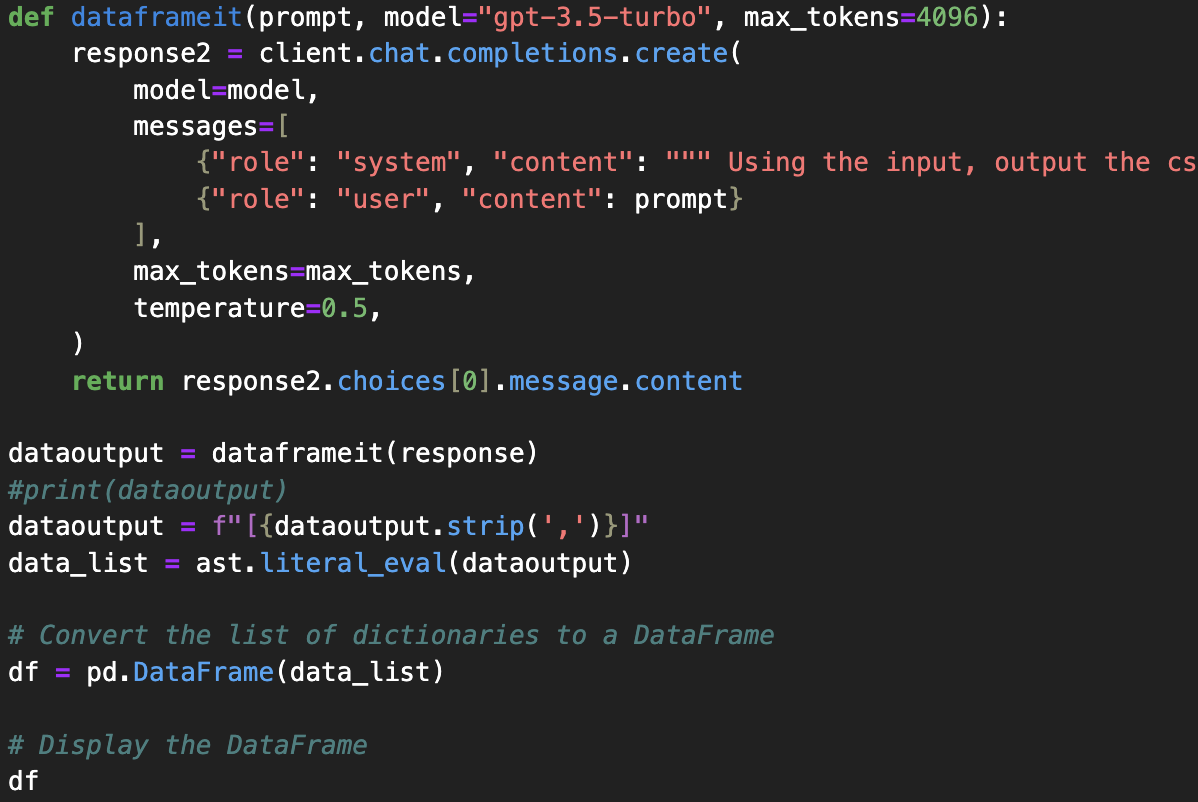 def dataframeit(prompt, model="gpt-3.5-turbo", max_tokens=4096):
    response2 = client.chat.completions.create(
        model=model,
        messages=[
            {"role": "system", "content": """ Using the input, output the cs
            {"role": "user", "content": prompt}
        ],
        max_tokens=max_tokens,
        temperature=0.5,
    )
    return response2.choices[0].message.content

dataoutput = dataframeit(response)
#print(dataoutput)
dataoutput = f"[{dataoutput.strip(',')}]"
data_list = ast.literal_eval(dataoutput)

# Convert the list of dictionaries to a DataFrame
df = pd.DataFrame(data_list)

# Display the DataFrame
df